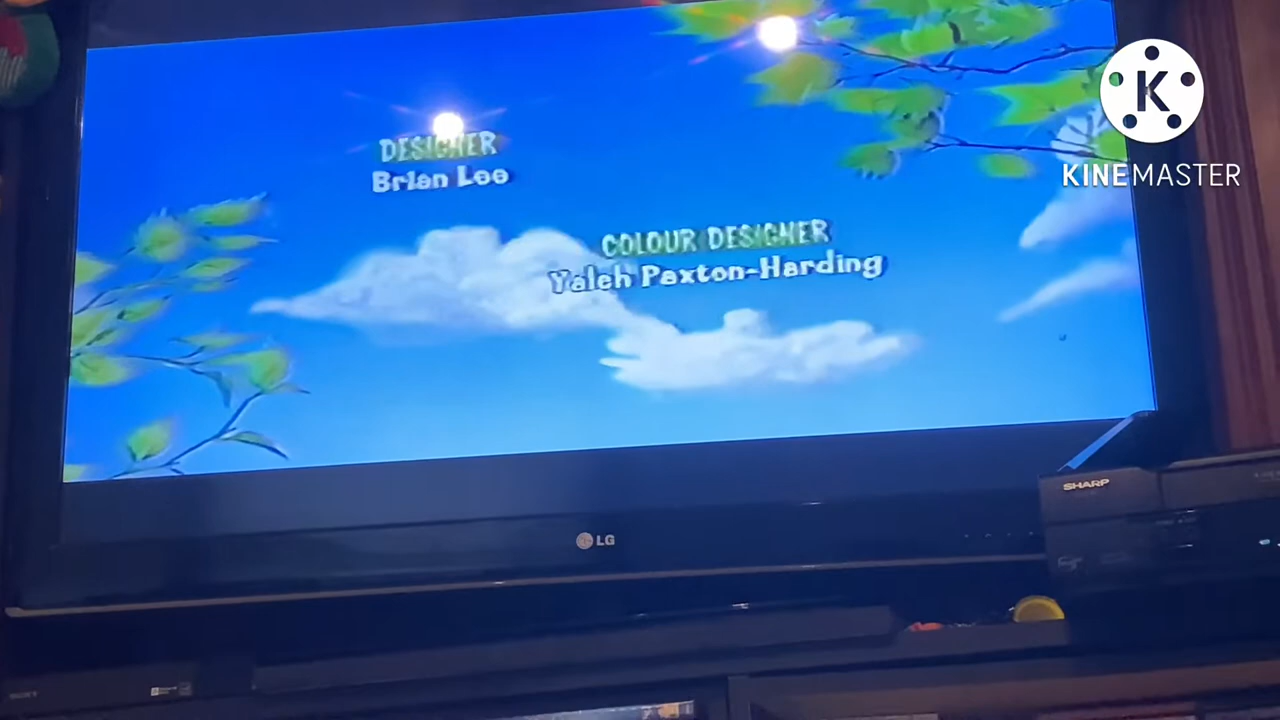 DESIGNER
Brian Lee
COLOUR DESIGNER
Yaleh Paxton-Harding
K
KINEMASTER
SHARP
LG